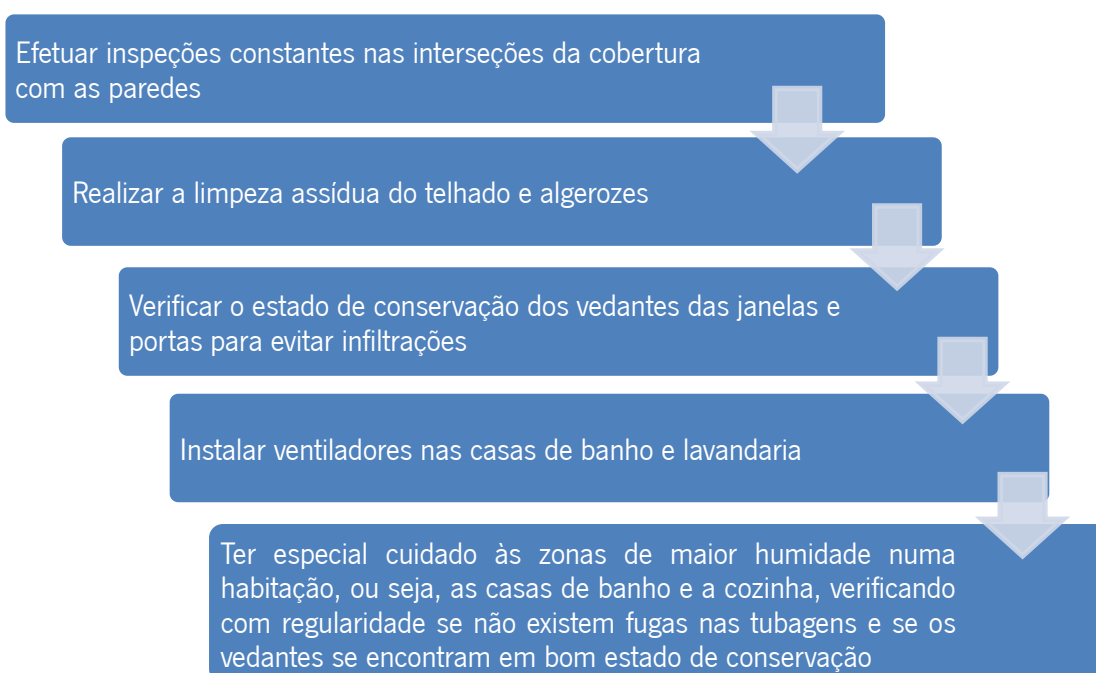 Efetuar inspeções constantes nas interseções da cobertura
com as paredes
Realizar a limpeza assídua do telhado e algerozes
Verificar o estado de conservação dos vedantes das janelas e
portas para evitar infiltrações
Instalar ventiladores nas casas de banho e lavandaria
Ter especial cuidado às zonas de maior humidade numa
habitação, ou seja, as casas de banho e a cozinha, verificando
com regularidade se não existem fugas nas tubagens e se os
vedantes se encontram em bom estado de conservação